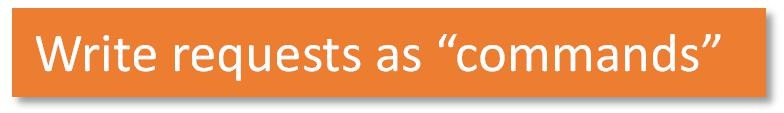 Write requests as “commands”